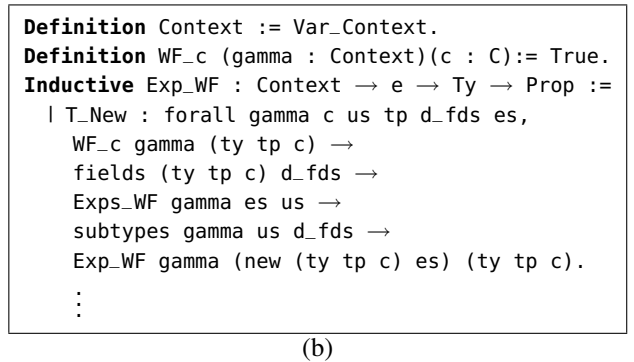 Definition Context := Var_Context.
Definition WF_c (gamma : Context)(c : C):= True.
Inductive Exp_WF : Context → e → Ty → Prop :=
| T_New : forall gamma c us tp d_fds es,
WF_c gamma (ty tp c) →
fields (ty tp c) d_fds →
Exps_WF gamma es us →
subtypes gamma us d_fds →
Exp_WF gamma (new (ty tp c) es) (ty tp c).
⋮
(b)